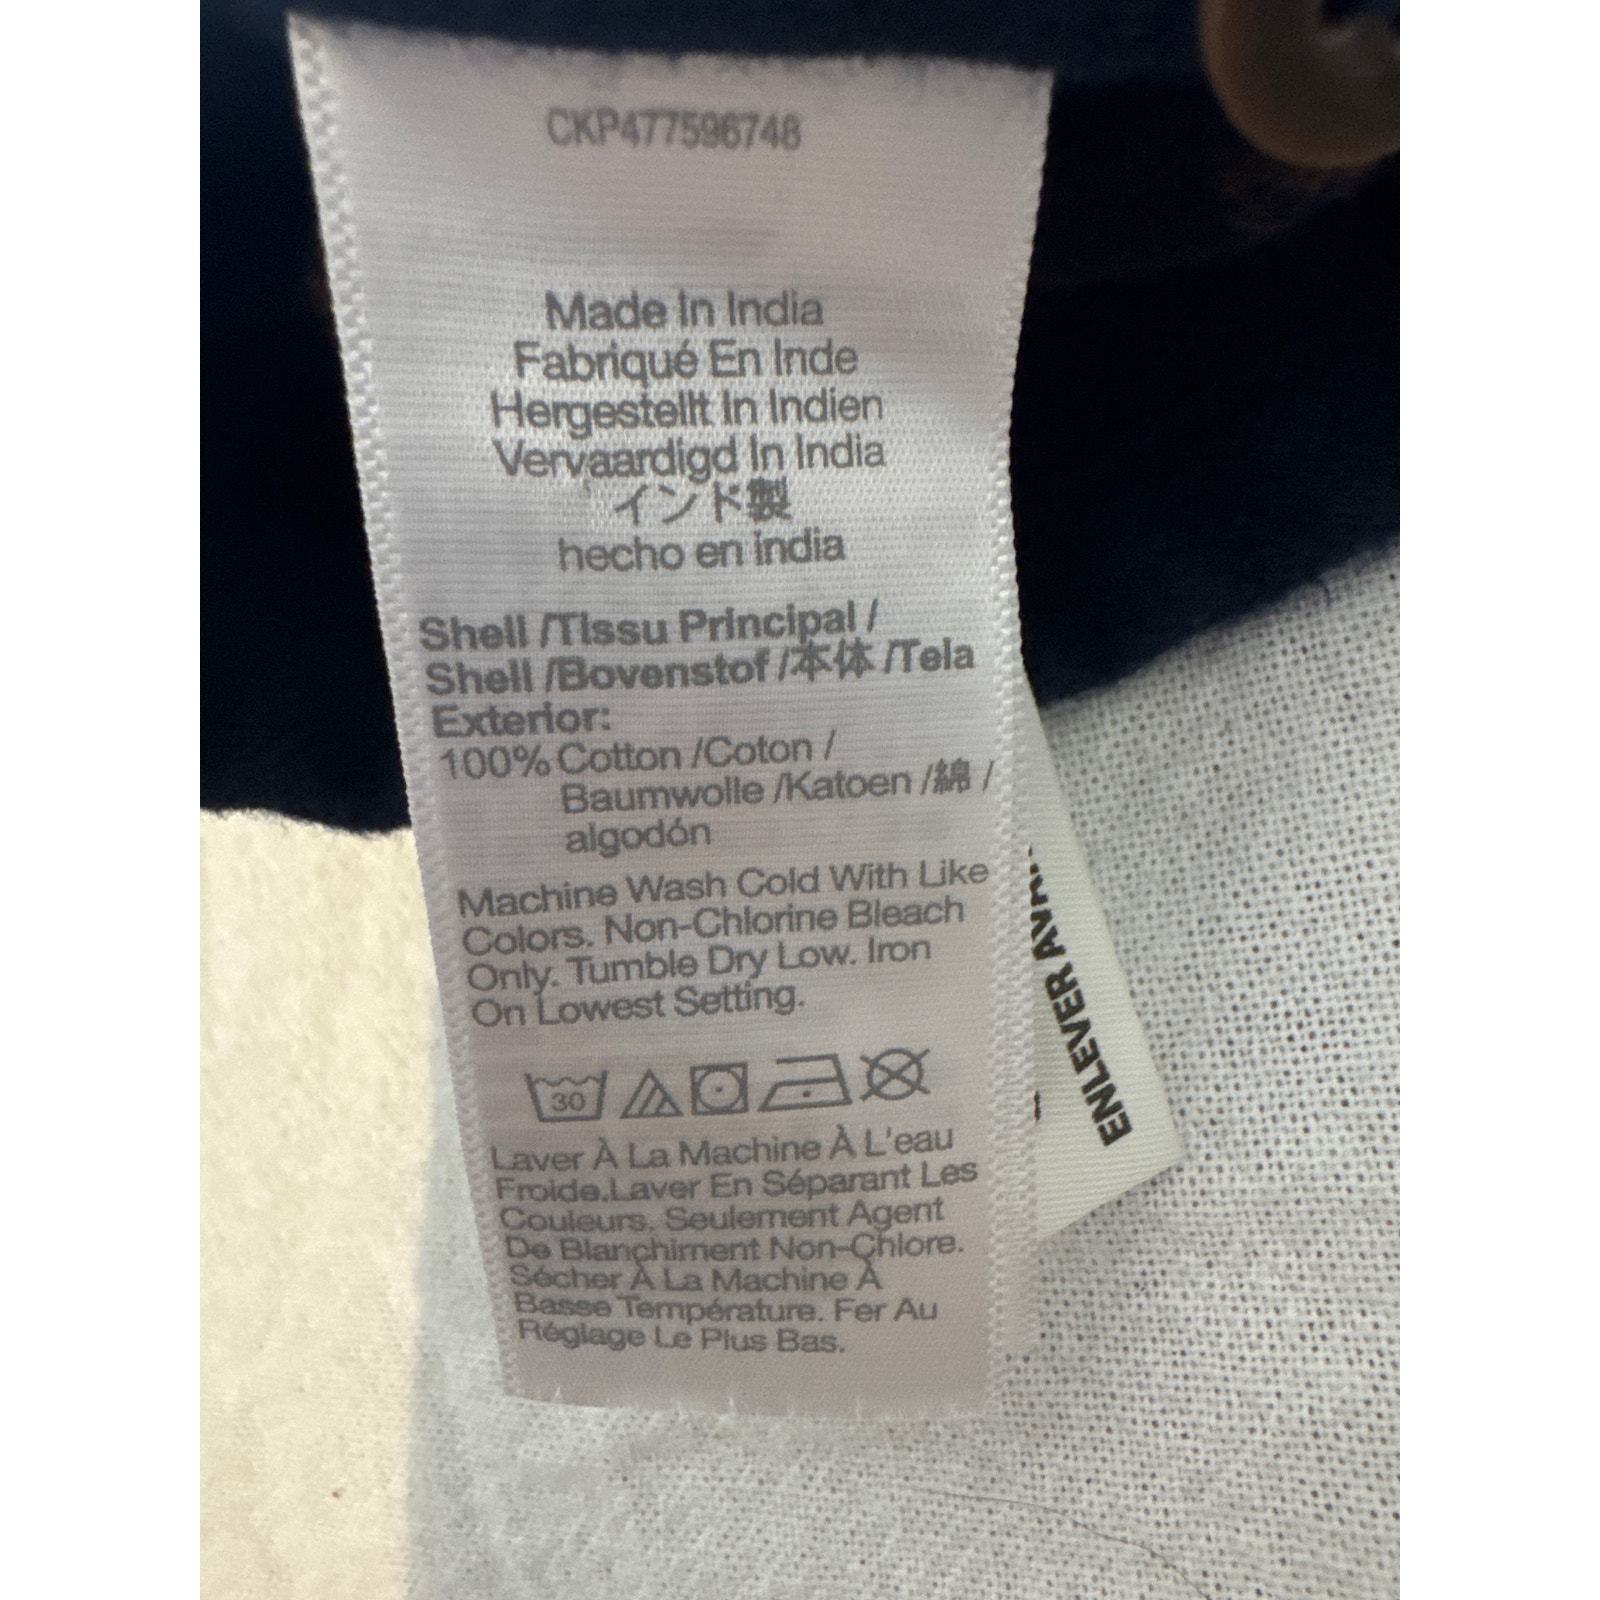 CKP477596748
Made In India
Fabriqué En Inde
Hergestellt In Indien
Vervaardigd In India
インド製
hecho en india
Shell /Tissu Principal /
Shell /Bovenstof /本体 /Tela
Exterior:
100% Cotton /Coton /
Baumwolle /Katoen /綿 /
algodón
Machine Wash Cold With Like
Colors. Non-Chlorine Bleach
Only. Tumble Dry Low. Iron
On Lowest Setting.
30
Laver À La Machine À L'eau
Froide.Laver En Séparant Les
Couleurs. Seulement Agent
De Blanchiment Non-Chlore.
Sécher À La Machine À
Basse Température. Fer Au
Réglage Le Plus Bas.
ENLEVER